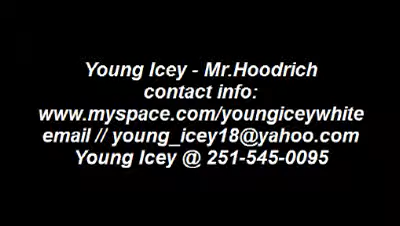 Young Icey - Mr.Hoodrich
contact info:
www.myspace.com/youngiceywhite
email // young_icey18@yahoo.com
Young Icey @ 251-545-0095